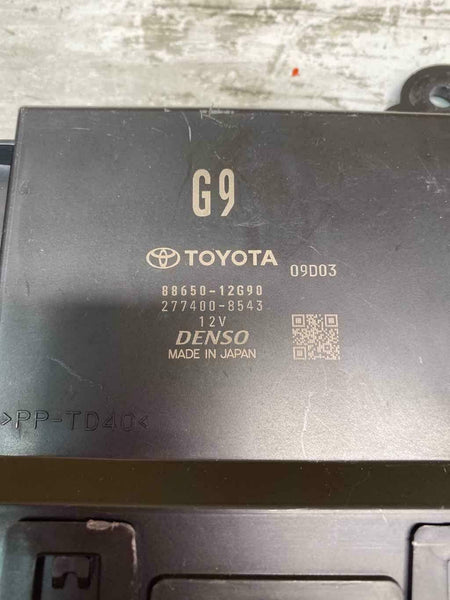 G9
TOYOTA
09D03
88650-12G90
277400-8543
12V
DENSO
MADE IN JAPAN
>PP-TD40<